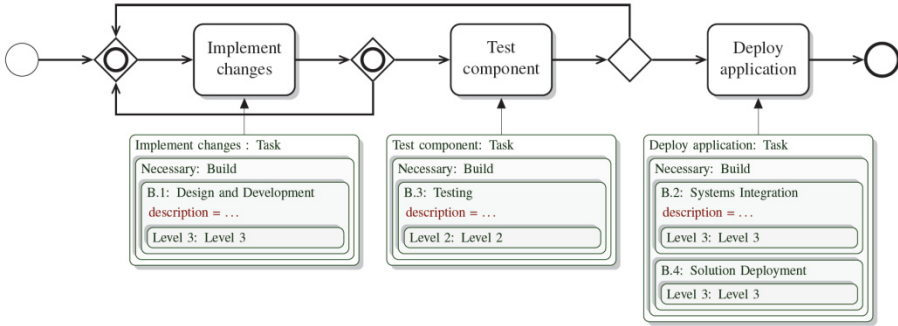 Implement
changes
Test
component
Deploy
application
Implement changes : Task
Necessary: Build
B.1: Design and Development
description = ...
Level 3: Level 3
Test component: Task
Necessary: Build
B.3: Testing
description = ...
Level 2: Level 2
Deploy application: Task
Necessary: Build
B.2: Systems Integration
description = ...
Level 3: Level 3
B.4: Solution Deployment
Level 3: Level 3